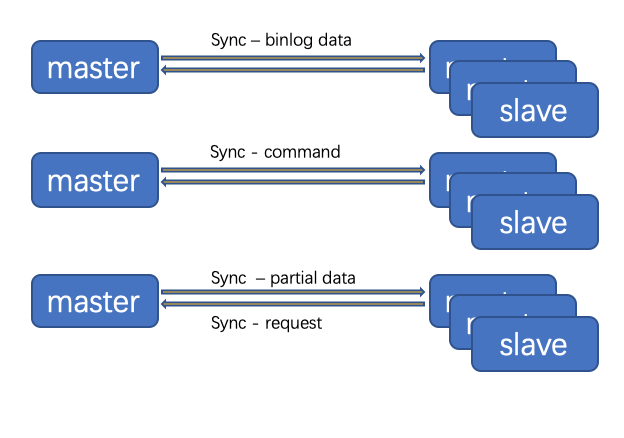 Sync – binlog data
master
slave
Sync - command
master
slave
Sync – partial data
master
Sync - request
slave